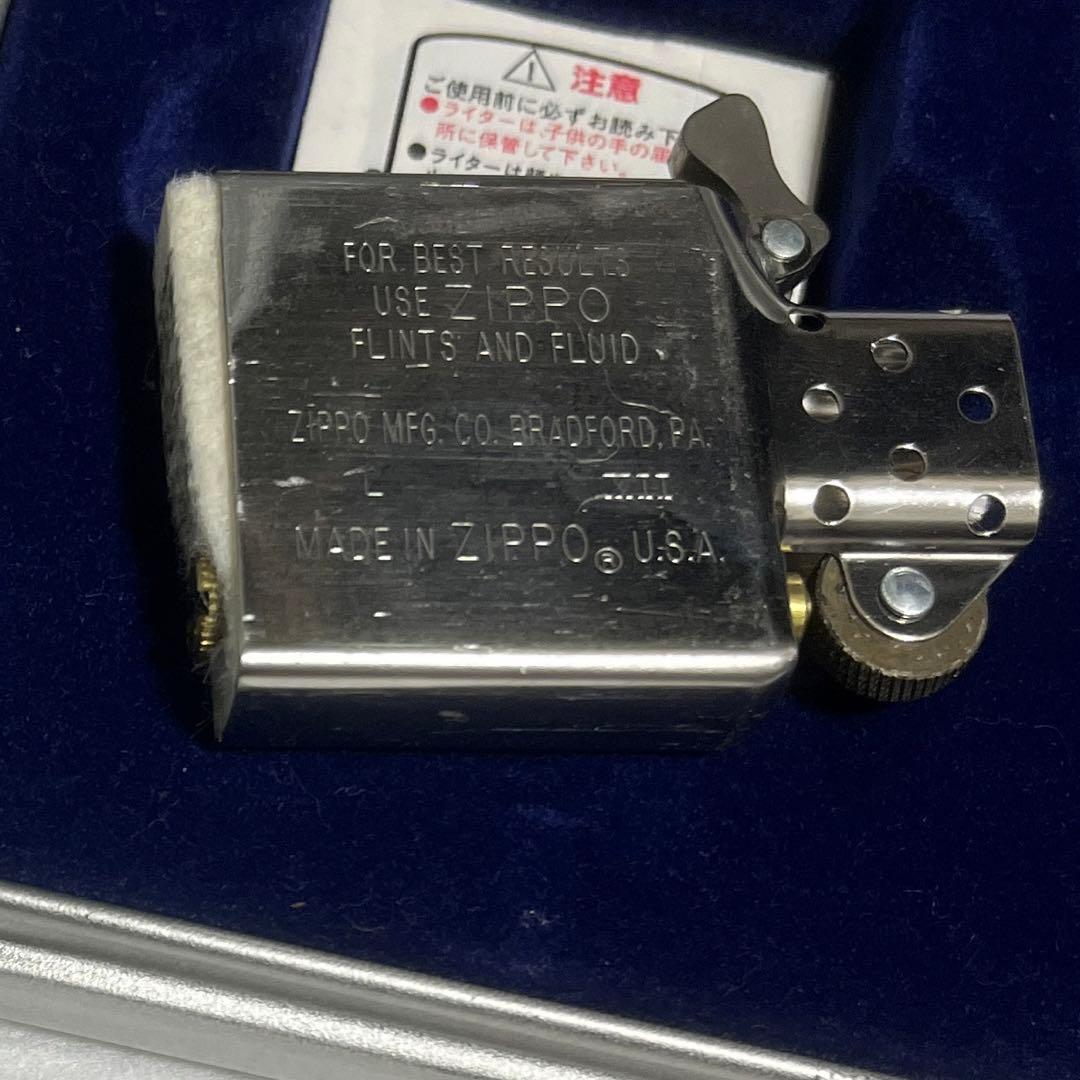 注意
ご使用前に必ずお読み下
●ライターは、子供の手の届
所に保管して下さい。
●ライターは
FOR BEST RESULTS
USE ZIPPO
FLINTS AND FLUID
ZIPPO MFG. CO. BRADFORD, PA.
L
MADE IN ZIPPO® U.S.A.